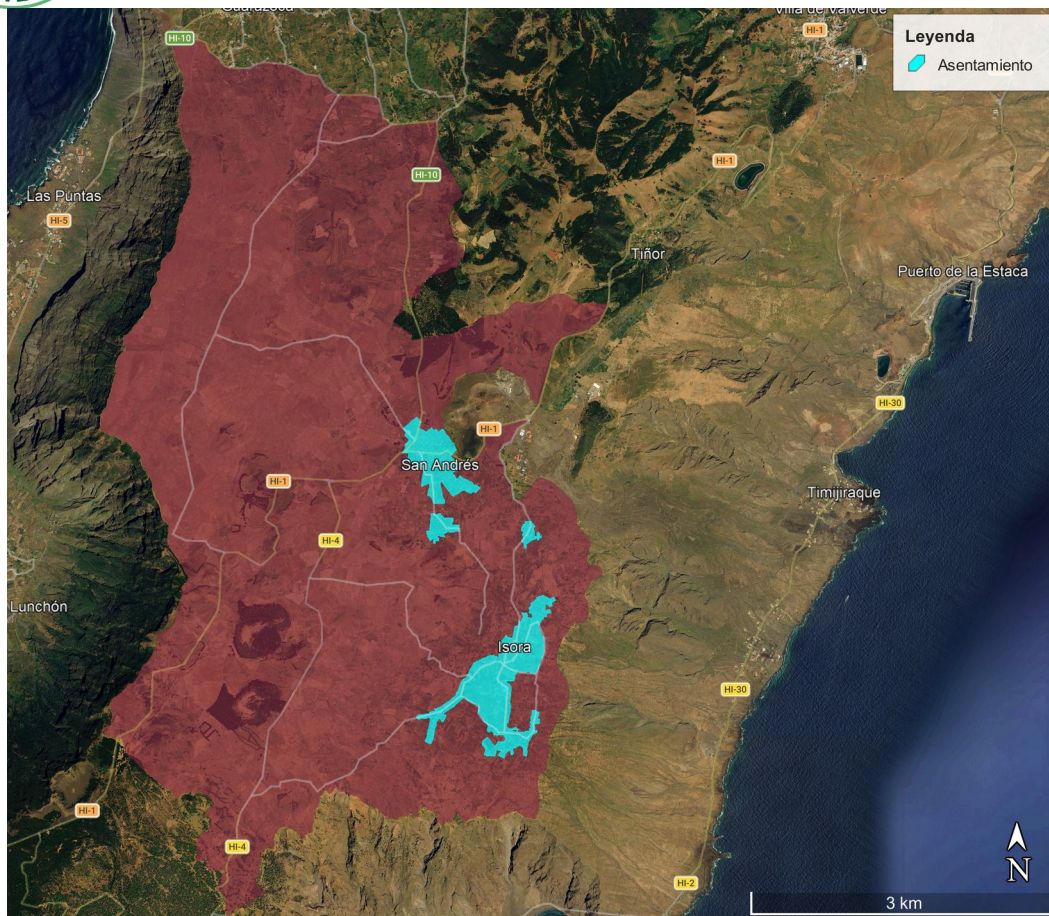 Guarazoca
Villa de Valverde
HI-10
HI-1
Leyenda
Asentamiento
HI-1
HI-10
Las Puntas
HI-5
Tiñor
Puerto de la Estaca
HI-30
HI-1
San Andrés
HI-1
Timijiraque
HI-4
Lunchón
Isora
HI-30
HI-1
HI-4
HI-2
N
3 km